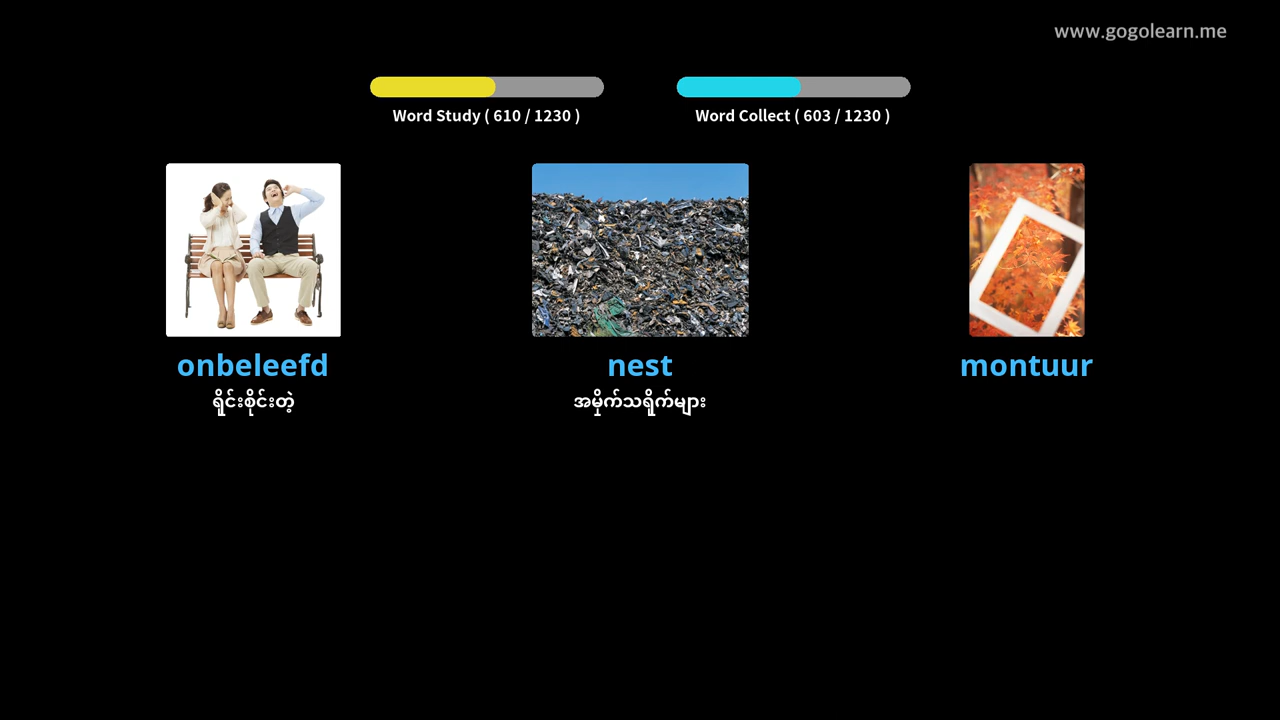 www.gogolearn.me
Word Study ( 610 / 1230 )
Word Collect ( 603 / 1230 )
onbeleefd
nest
montuur
ရိုင်းစိုင်းတဲ့
အမှိုက်သရိုက်များ